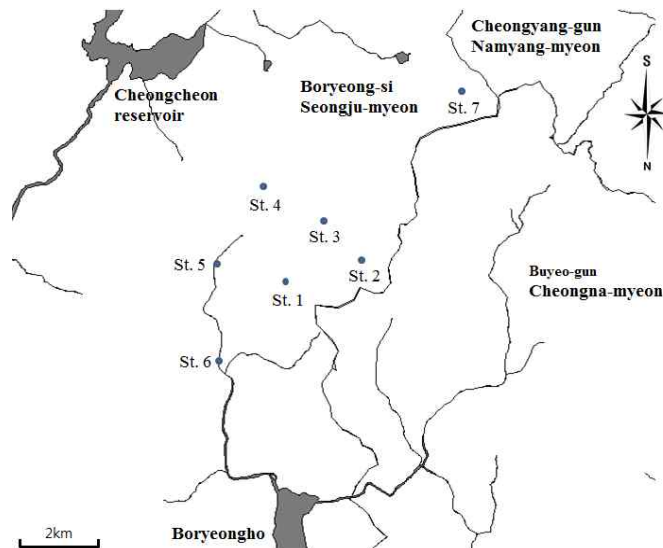 Cheongyang-gun
Namyang-myeon
Cheongcheon
reservoir
Boryeong-si
Seongju-myeon
St. 7
S
N
St. 4
St. 3
St. 5
St. 2
St. 1
Buyeo-gun
Cheongna-myeon
St. 6
2km
Boryeongho